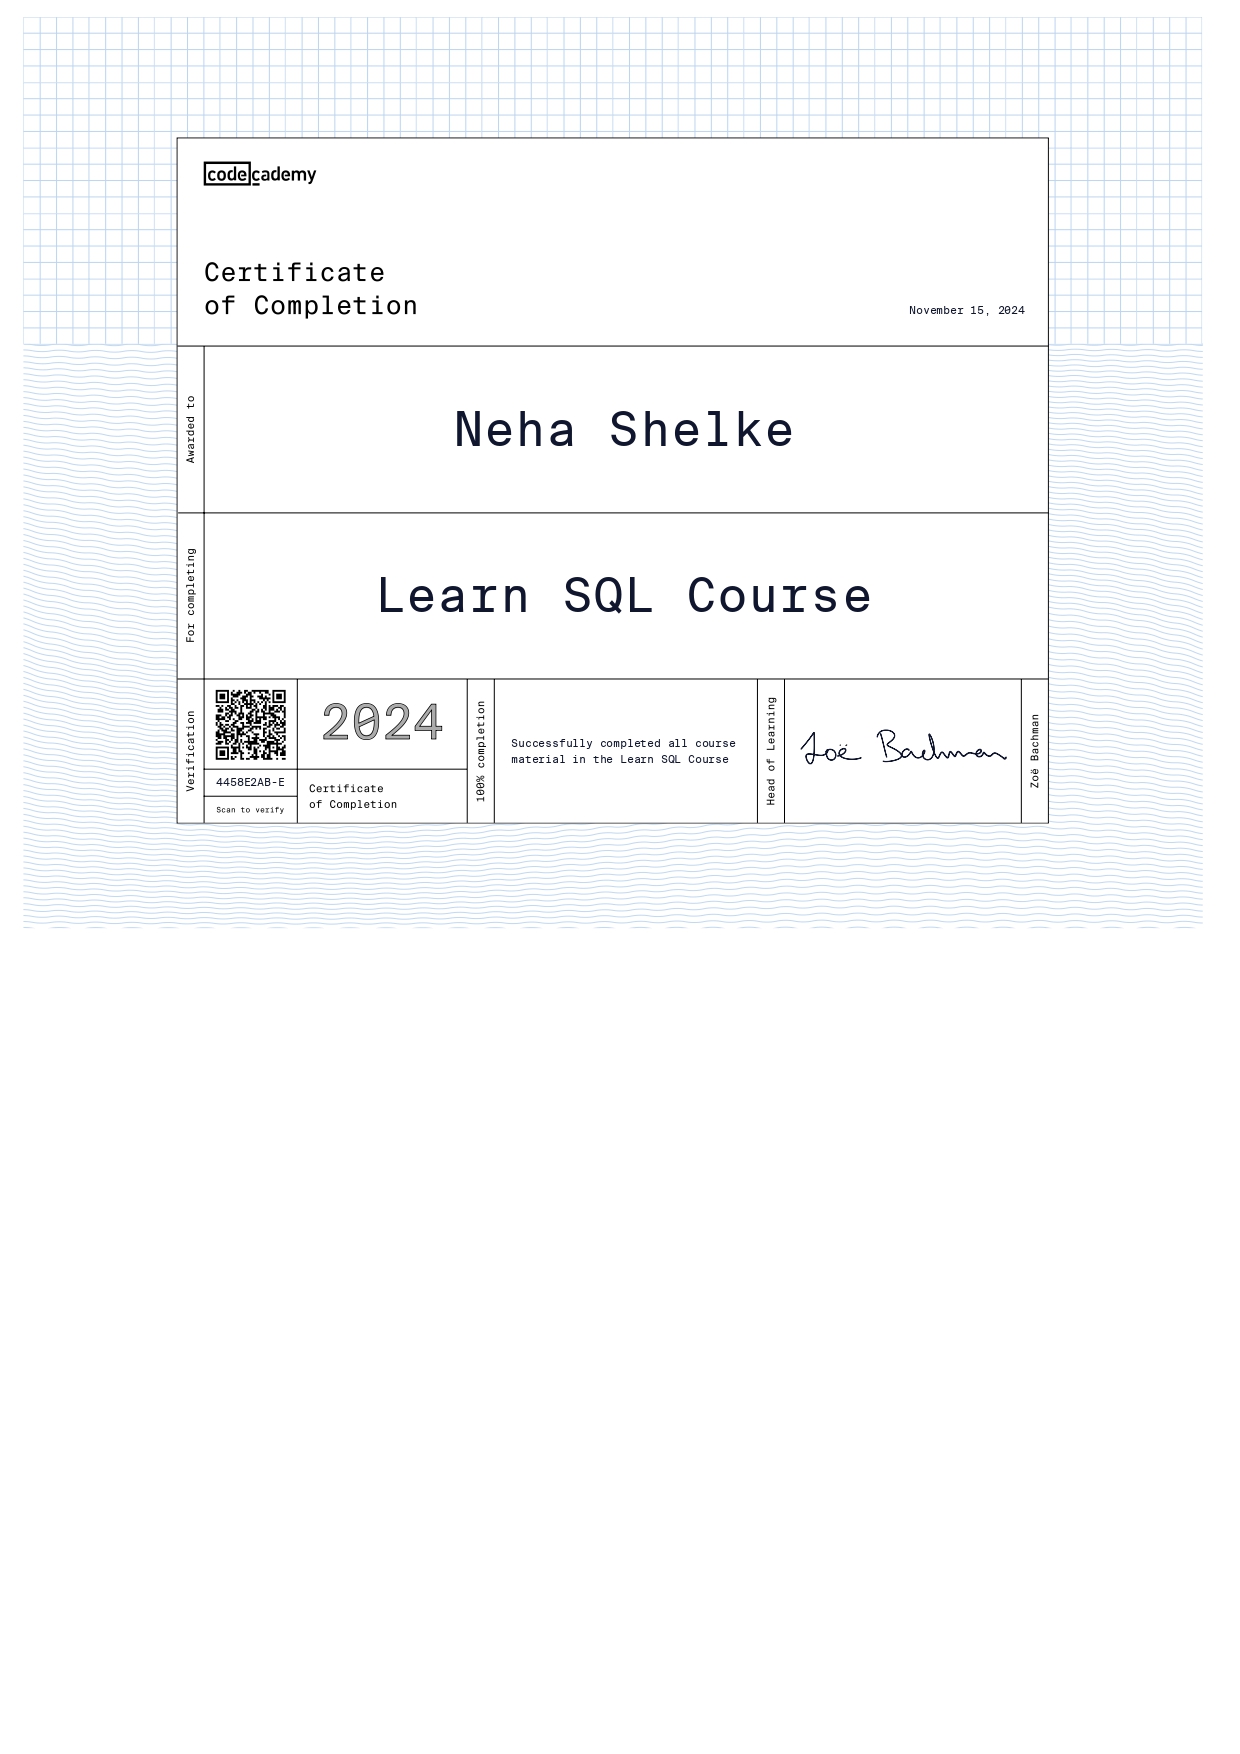 codecademy
Certificate
of Completion
November 15, 2024
Awarded to
Neha Shelke
For completing
Learn SQL Course
Verification
4458E2AB-E
Scan to verify
2024
Certificate
of Completion
100% completion
Successfully completed all course
material in the Learn SQL Course
Head of Learning
Zoë Bachman
Zoë Bachman